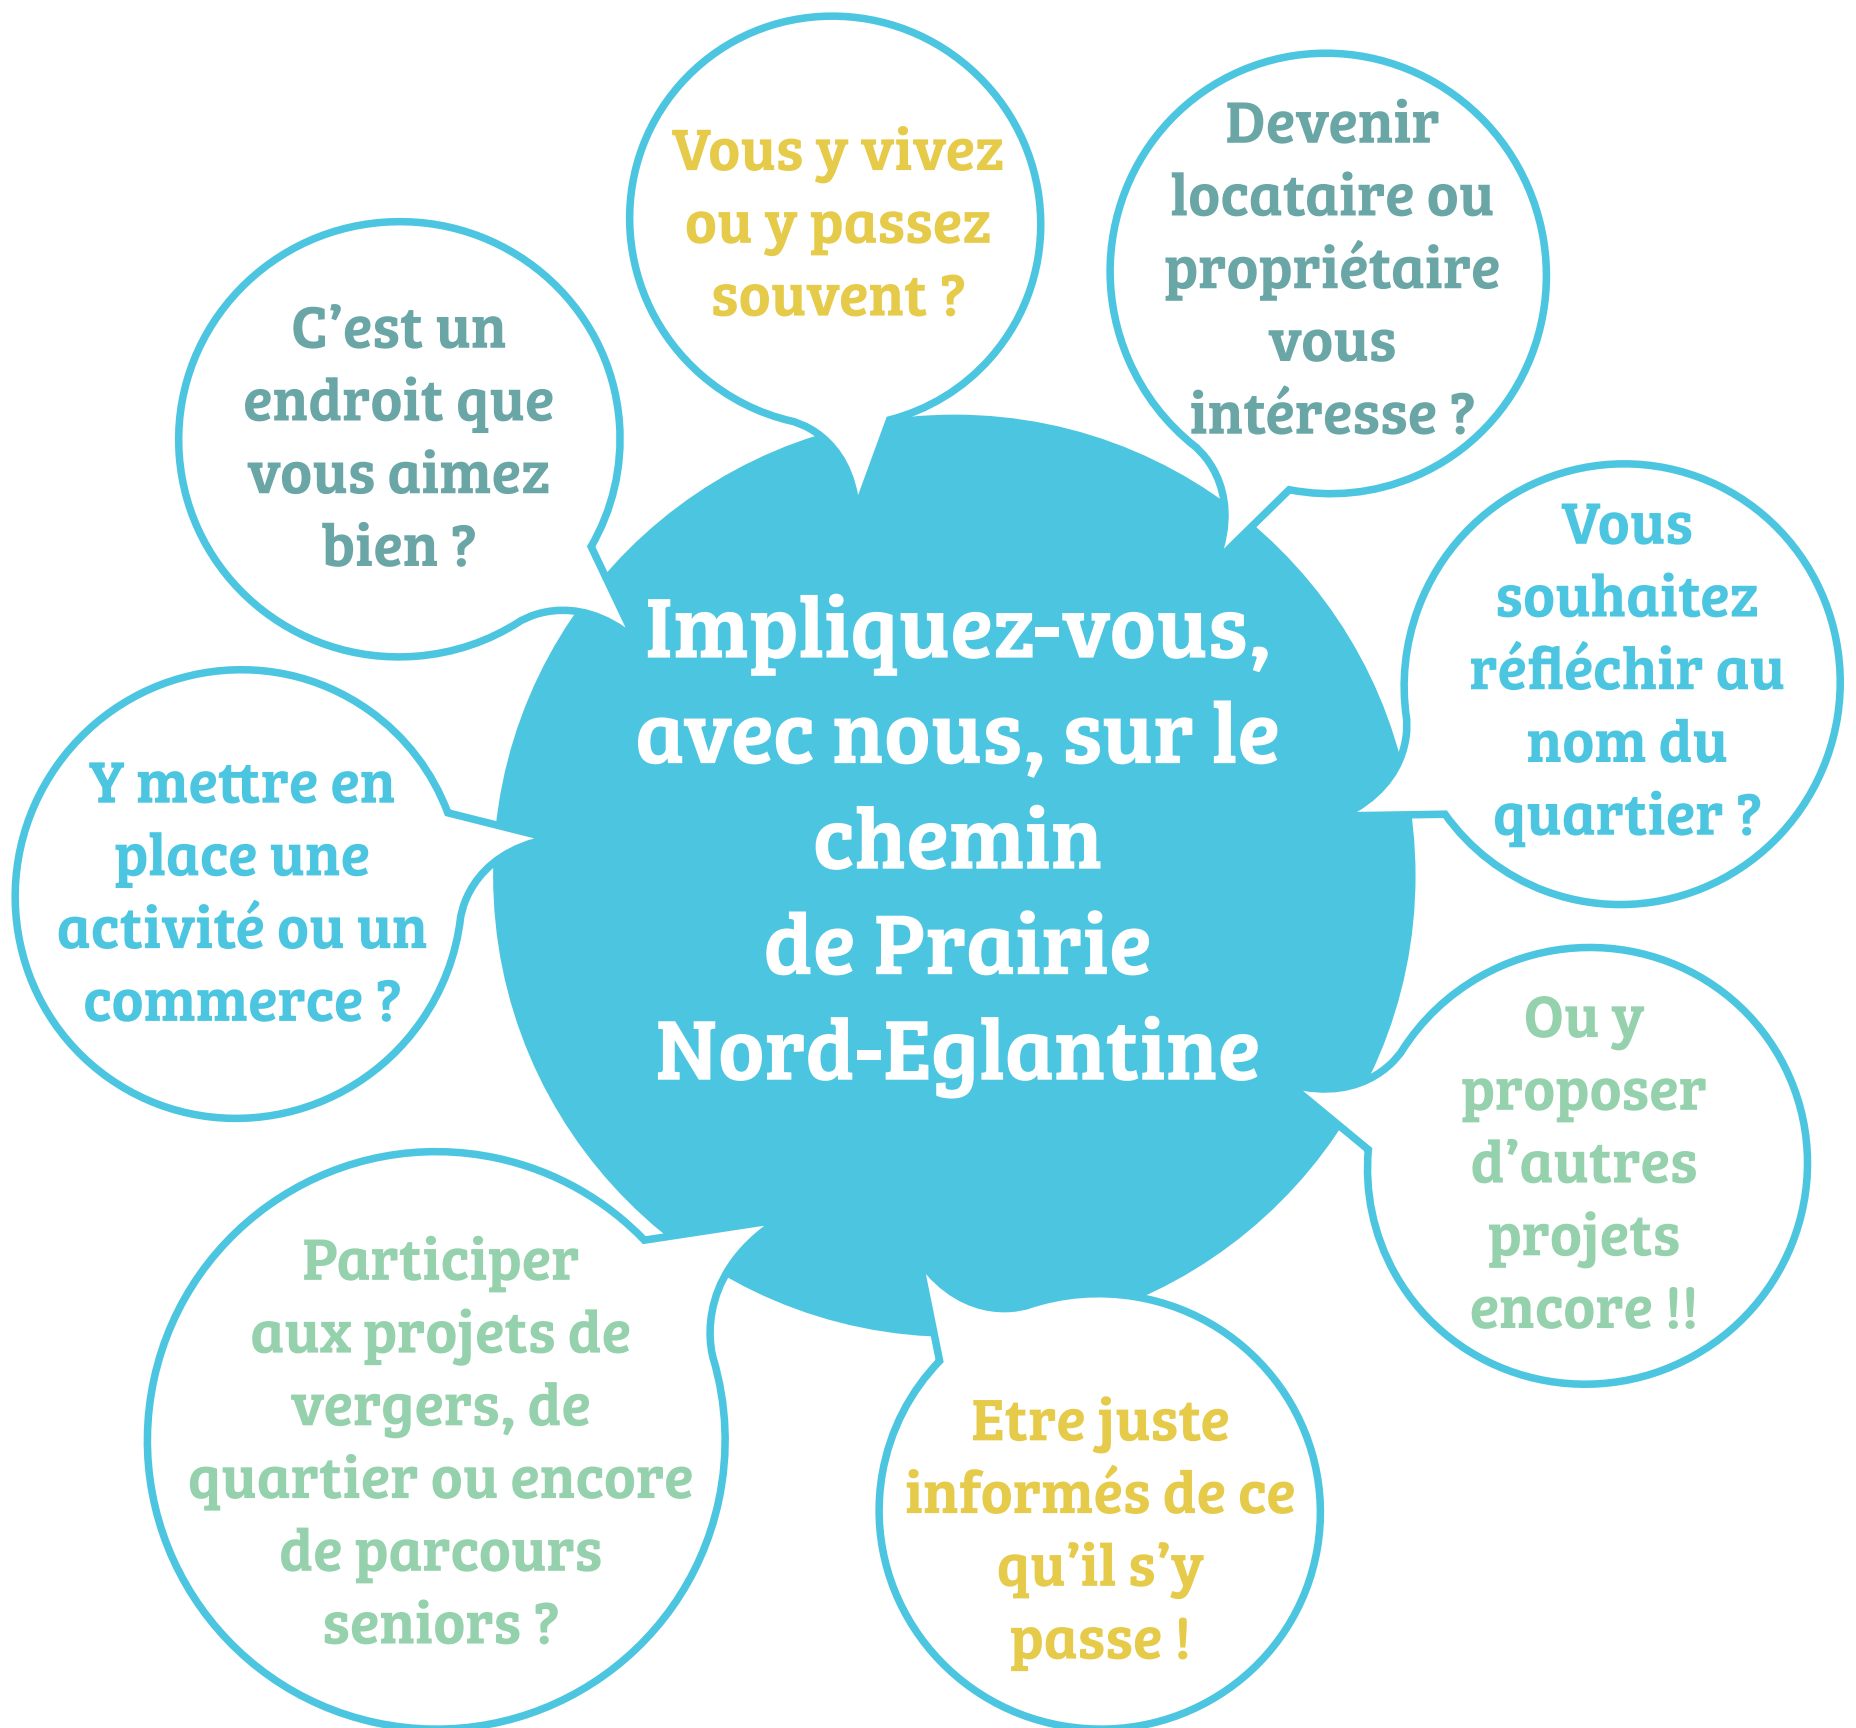 Vous y vivez
ou y passez
souvent ?
Devenir
locataire ou
propriétaire
vous
intéresse ?
C’est un
endroit que
vous aimez
bien ?
Vous
souhaitez
réfléchir au
nom du
quartier ?
Impliquez-vous,
avec nous, sur le
chemin
de Prairie
Nord-Eglantine
Y mettre en
place une
activité ou un
commerce ?
Ou y
proposer
d’autres
projets
encore !!
Participer
aux projets de
vergers, de
quartier ou encore
de parcours
seniors ?
Etre juste
informés de ce
qu’il s’y
passe !